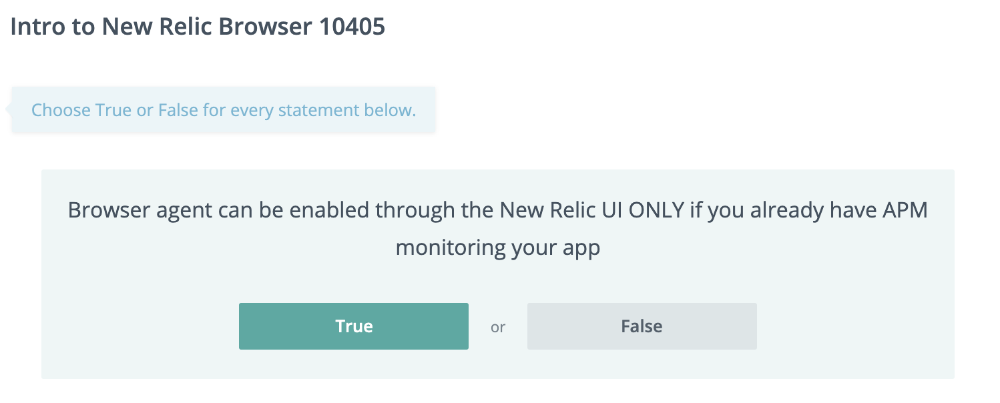 Intro to New Relic Browser 10405
Choose True or False for every statement below.
Browser agent can be enabled through the New Relic UI ONLY if you already have APM
monitoring your app
True or False